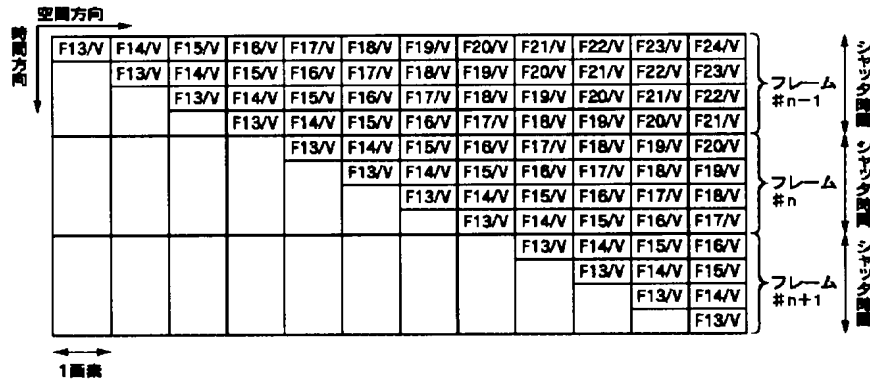 空間方向
時間方向
F13/V F14/V F15/V F16/V F17/V F18/V F19/V F20/V F21/V F22/V F23/V F24/V
F13/V F14/V F15/V F16/V F17/V F18/V F19/V F20/V F21/V F22/V F23/V
F13/V F14/V F15/V F16/V F17/V F18/V F19/V F20/V F21/V F22/V
F13/V F14/V F15/V F16/V F17/V F18/V F19/V F20/V F21/V
フレーム
#n-1
シャッタ時間
F13/V F14/V F15/V F16/V F17/V F18/V F19/V F20/V
F13/V F14/V F15/V F16/V F17/V F18/V F19/V
F13/V F14/V F15/V F16/V F17/V F18/V
F13/V F14/V F15/V F16/V F17/V
フレーム
#n
シャッタ時間
F13/V F14/V F15/V F16/V
F13/V F14/V F15/V
F13/V F14/V
F13/V
フレーム
#n+1
シャッタ時間
1画素